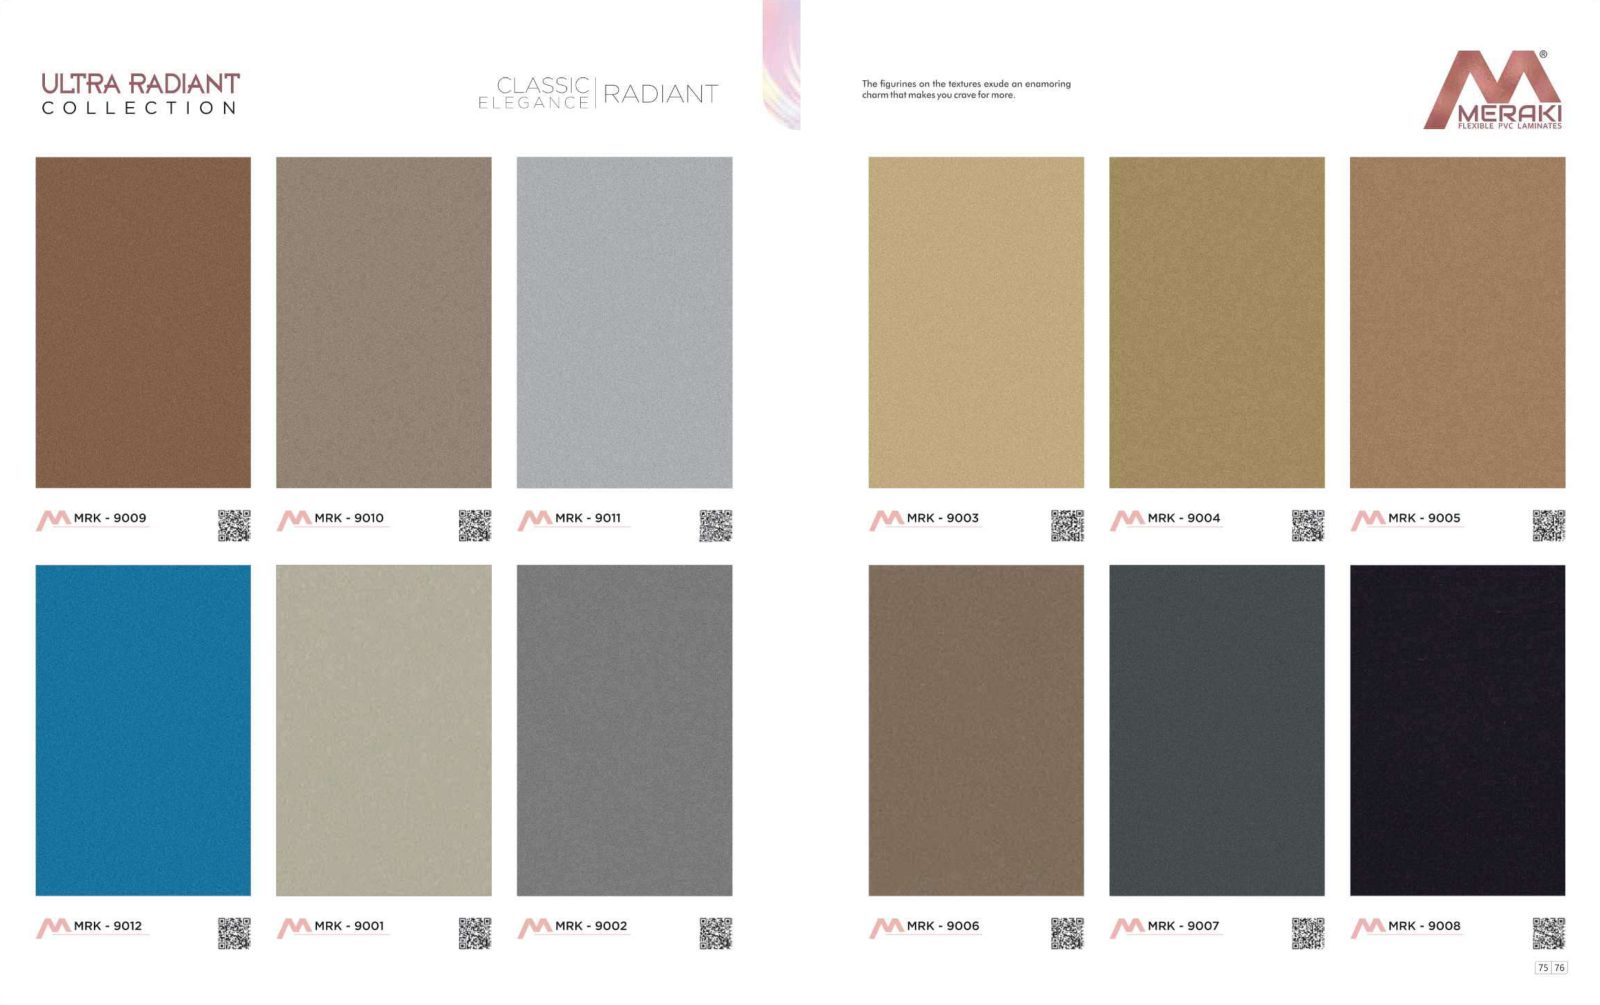 ULTRA RADIANT
COLLECTION
CLASSIC
ELEGANCE
RADIANT
The figurines on the textures exude an enamoring
charm that makes you crave for more.
®
MERAKI
FLEXIBLE PVC LAMINATES
MRK - 9009
MRK - 9010
MRK - 9011
MRK - 9003
MRK - 9004
MRK - 9005
MRK - 9012
MRK - 9001
MRK - 9002
MRK - 9006
MRK - 9007
MRK - 9008
75 76